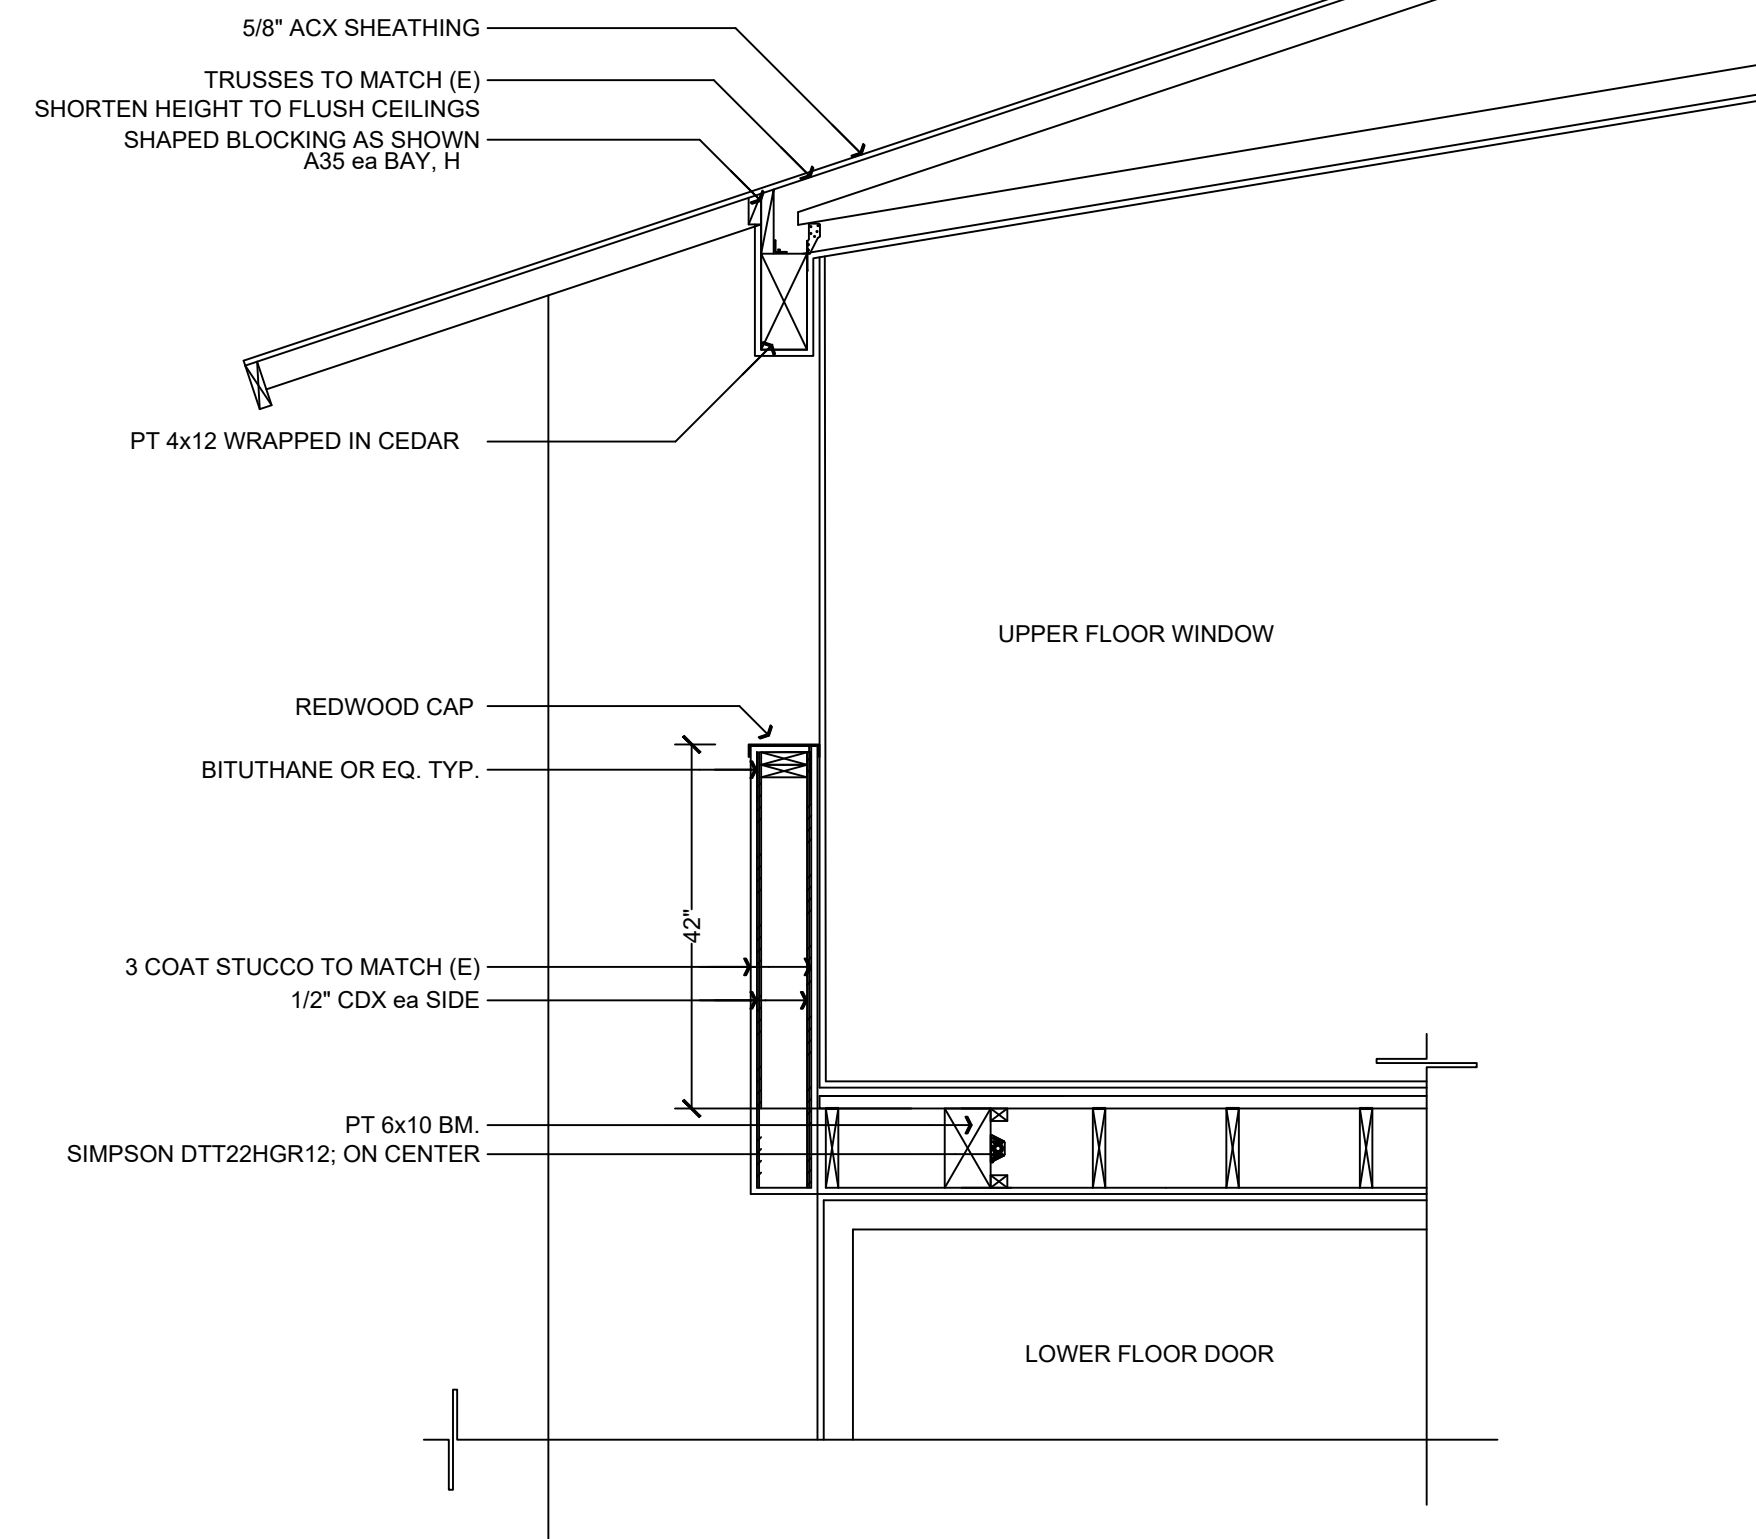 5/8" ACX SHEATHING
TRUSSES TO MATCH (E)
SHORTEN HEIGHT TO FLUSH CEILINGS
SHAPED BLOCKING AS SHOWN
A35 ea BAY, H
PT 4x12 WRAPPED IN CEDAR
UPPER FLOOR WINDOW
REDWOOD CAP
BITUTHANE OR EQ. TYP.
42"
3 COAT STUCCO TO MATCH (E)
1/2" CDX ea SIDE
PT 6x10 BM.
SIMPSON DTT22HGR12; ON CENTER
LOWER FLOOR DOOR